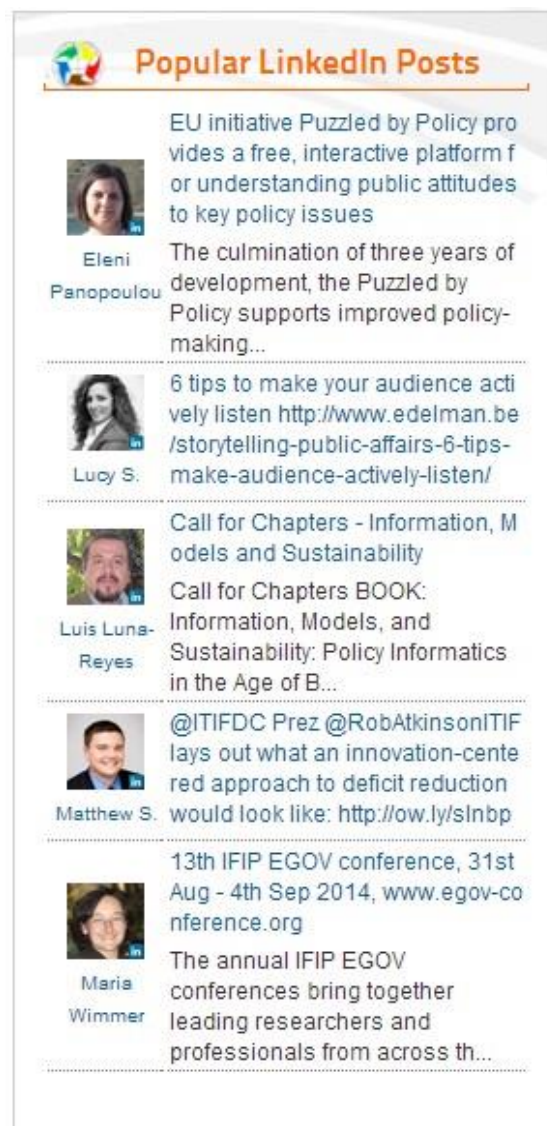 Popular LinkedIn Posts
EU initiative Puzzled by Policy pro
vides a free, interactive platform f
or understanding public attitudes
to key policy issues
Eleni
Panopoulou
The culmination of three years of
development, the Puzzled by
Policy supports improved policy-
making...
6 tips to make your audience acti
vely listen http://www.edelman.be
/storytelling-public-affairs-6-tips-
make-audience-actively-listen/
Lucy S.
Call for Chapters - Information, M
odels and Sustainability
Luis Luna-
Reyes
Call for Chapters BOOK:
Information, Models, and
Sustainability: Policy Informatics
in the Age of B...
@ITIFDC Prez @RobAtkinsonITIF
lays out what an innovation-cente
red approach to deficit reduction
would look like: http://ow.ly/slnbp
Matthew S.
13th IFIP EGOV conference, 31st
Aug - 4th Sep 2014, www.egov-co
nference.org
Maria
Wimmer
The annual IFIP EGOV
conferences bring together
leading researchers and
professionals from across th...
in
in
in
in
in